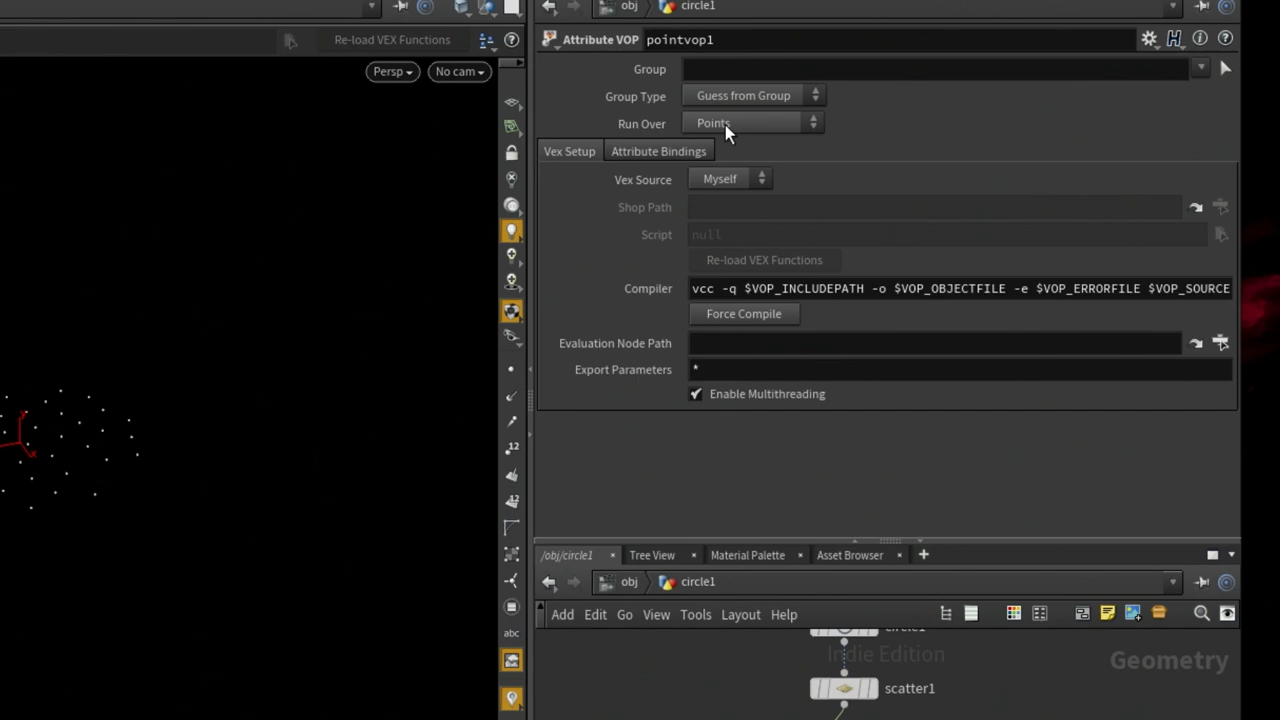 obj circle1
Re-load VEX Functions
Attribute VOP pointvop1
Persp No cam
Group
Group Type Guess from Group
Run Over Points
Vex Setup Attribute Bindings
Vex Source Myself
Shop Path
Script null
Re-load VEX Functions
Compiler vcc -q $VOP_INCLUDEPATH -o $VOP_OBJECTFILE -e $VOP_ERRORFILE $VOP_SOURCE
Force Compile
Evaluation Node Path
Export Parameters *
Enable Multithreading
y
x
12
12
/obj/circle1 Tree View Material Palette Asset Browser
obj circle1
Add Edit Go View Tools Layout Help
abc
circle1
Indie Edition Geometry
scatter1